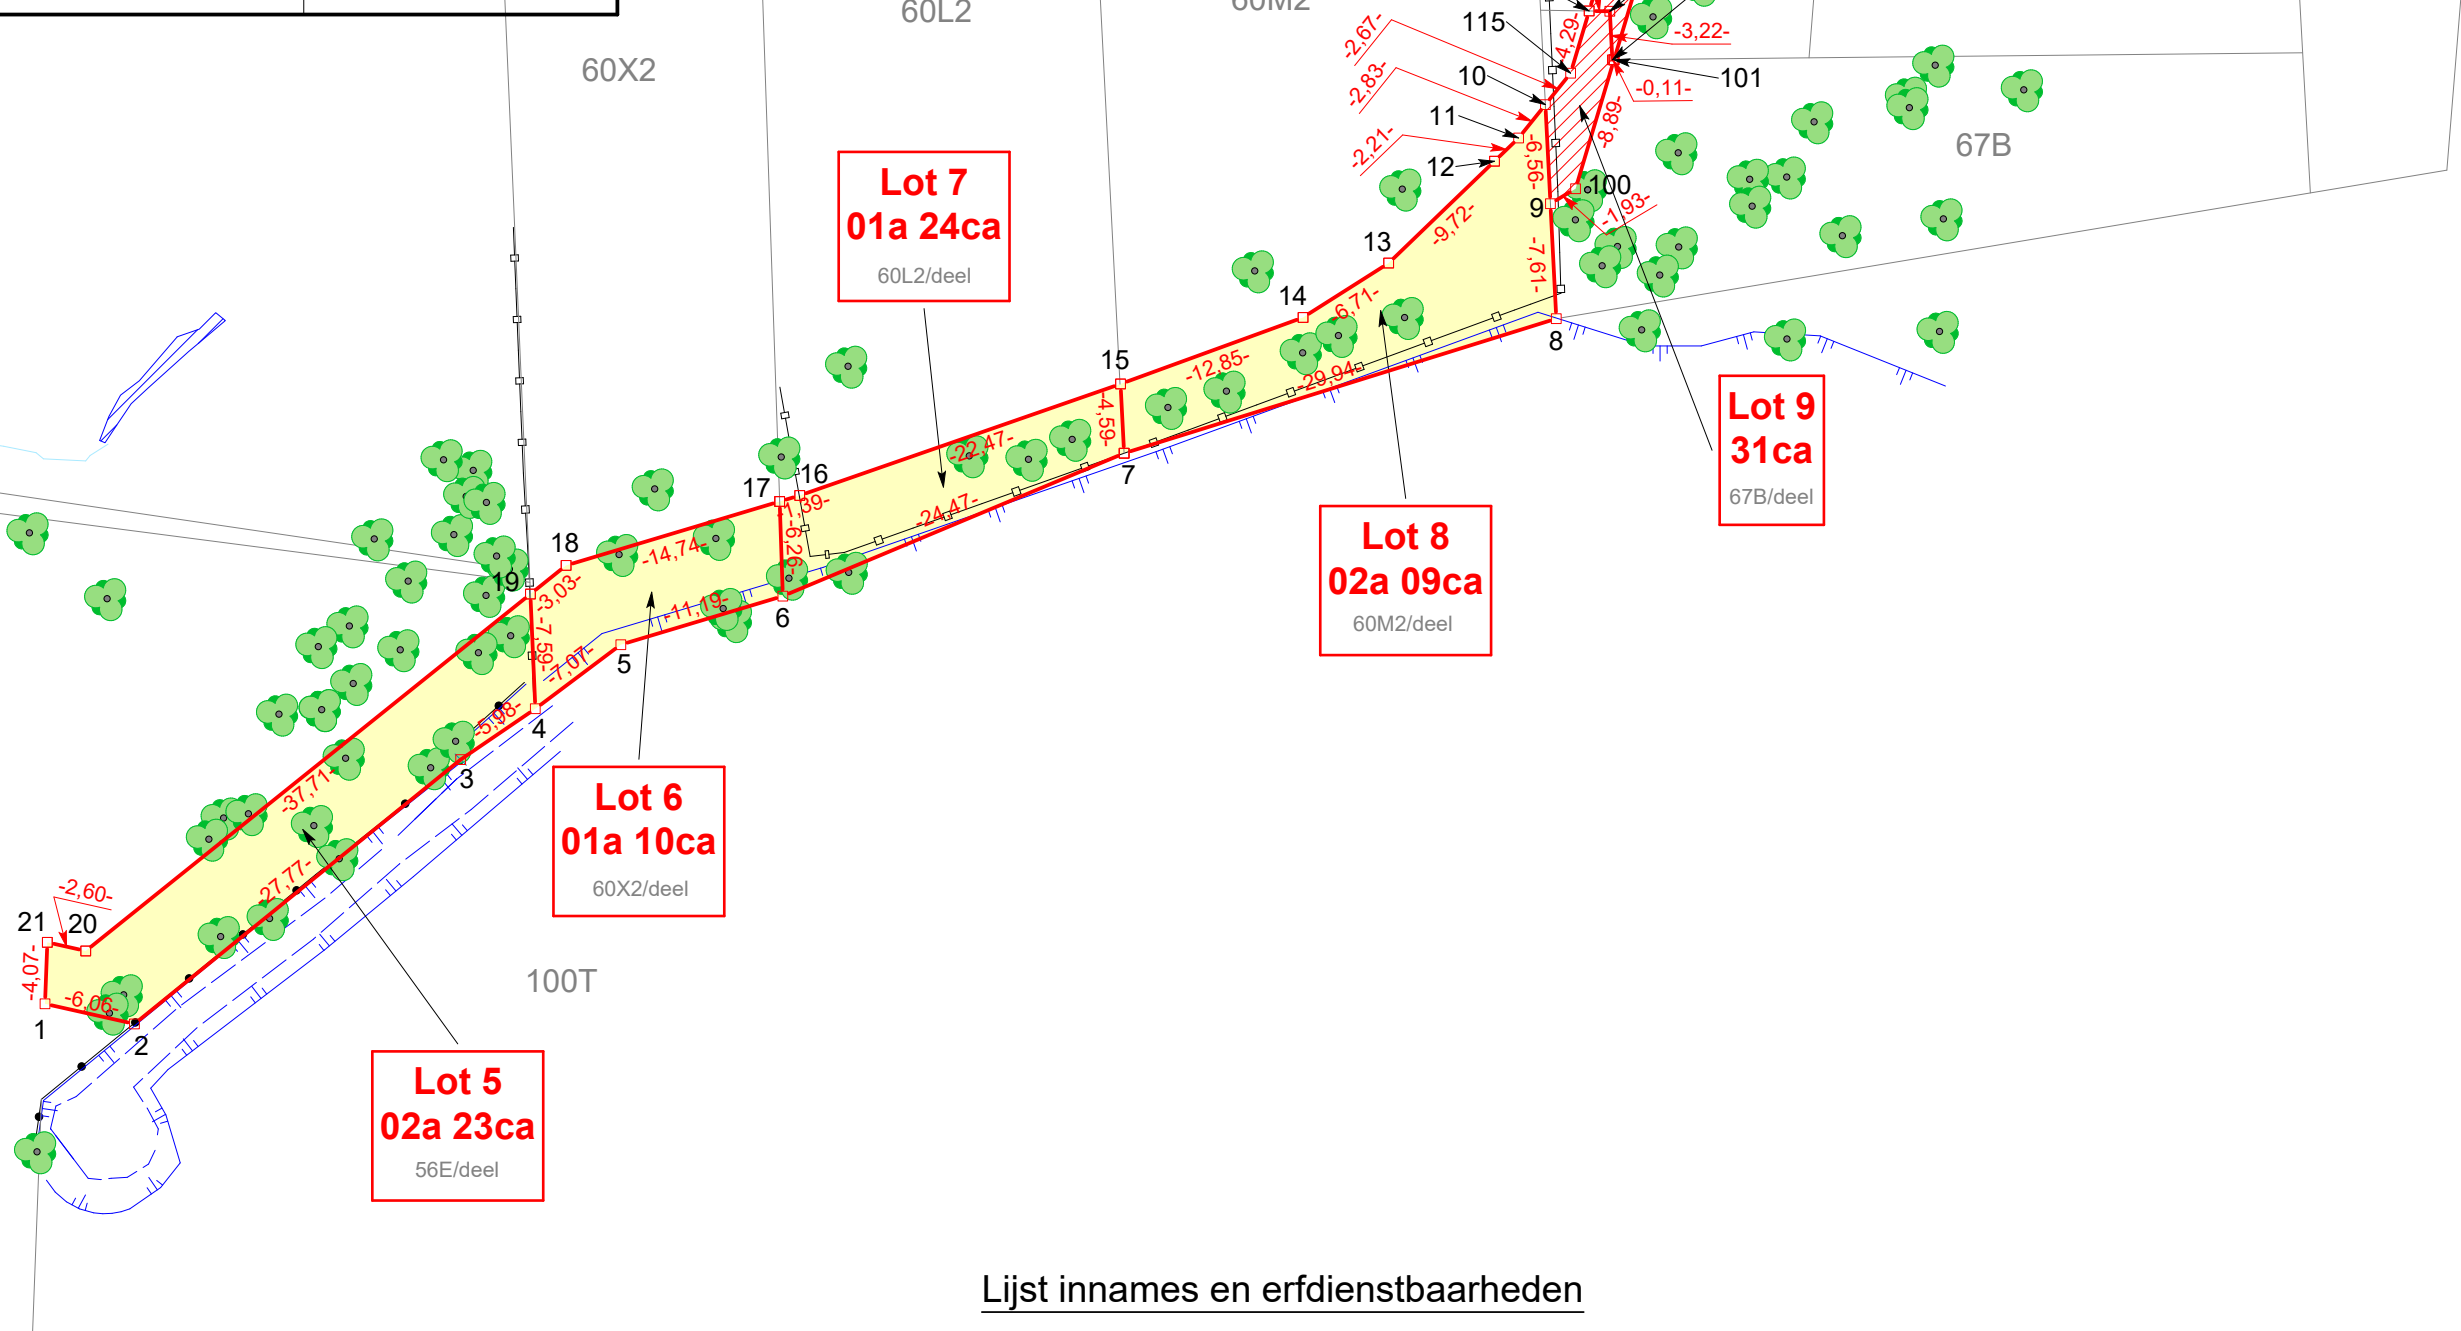 60L2
60M2
60X2
115
-4,29-
-2,67-
-3,22-
10
101
-2,83-
-0,11-
11
-8,89-
67B
-2,21-
12
-6,56-
100
9
-1,93-
Lot 7
01a 24ca
60L2/deel
13
-9,72-
-7,61-
14
-6,71-
8
15
-12,85-
-29,94-
-4,59-
7
Lot 9
31ca
67B/deel
-22,47-
17
16
-1,39-
-24,47-
-6,26-
Lot 8
02a 09ca
60M2/deel
18
-14,74-
19
-3,03-
-11,19-
6
-7,59-
5
-7,07-
4
-5,98-
3
Lot 6
01a 10ca
60X2/deel
-37,71-
-27,77-
-2,60-
21
20
-4,07-
-6,06-
1
2
100T
Lot 5
02a 23ca
56E/deel
Lijst innames en erfdienstbaarheden